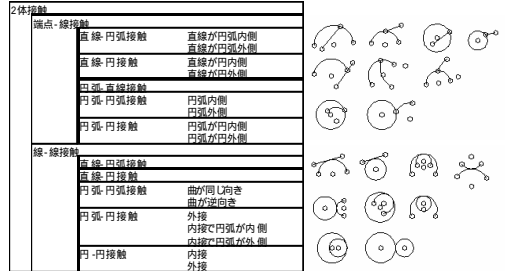 2体接触
端点-線接触
直線-円弧接触 直線が円弧内側
直線が円弧外側
直線-円接触 直線が円内側
直線が円外側
円弧-直線接触
円弧-円弧接触 円弧内側
円弧外側
円弧-円接触 円弧が円内側
円弧が円外側
線-線接触
直線-円弧接触
直線-円接触
円弧-円弧接触 曲が同じ向き
曲が逆向き
円弧-円接触 外接
内接で円弧が内側
内接で円弧が外側
円-円接触 内接
外接